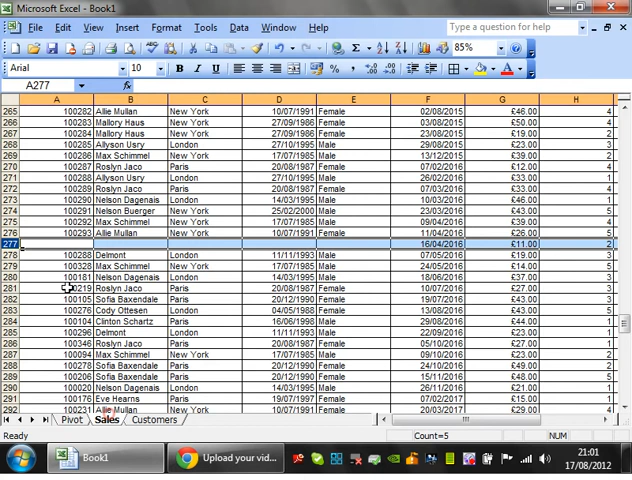 Microsoft Excel - Book1
File Edit View Insert Format Tools Data Window Help Type a question for help
85%
Arial 10 B I U
A277 fx
A B C D E F G H
265 100282 Allie Mullan New York 10/07/1991 Female 02/08/2015 £46.00 4
266 100283 Mallory Haus New York 27/09/1986 Female 03/08/2015 £50.00 4
267 100284 Mallory Haus New York 27/09/1986 Female 23/08/2015 £19.00 2
268 100285 Allyson Usry London 27/10/1995 Male 29/08/2015 £23.00 3
269 100286 Max Schimmel New York 17/07/1985 Male 13/12/2015 £39.00 2
270 100287 Roslyn Jaco Paris 20/08/1987 Female 06/02/2016 £12.00 4
271 100288 Allyson Usry London 27/10/1995 Male 26/02/2016 £33.00 1
272 100289 Roslyn Jaco Paris 20/08/1987 Female 07/03/2016 £33.00 4
273 100290 Nelson Dagenais London 14/03/1995 Male 10/03/2016 £10.00 1
274 100291 Nelson Buerger New York 25/02/2000 Male 23/03/2016 £43.00 5
275 100292 Max Schimmel New York 17/07/1985 Male 09/04/2016 £39.00 4
276 100293 Allie Mullan New York 10/07/1991 Female 11/04/2016 £26.00 5
277 16/04/2016 £11.00 2
278 100288 Delmont London 11/11/1993 Male 07/05/2016 £19.00 3
279 100328 Max Schimmel New York 17/07/1985 Male 24/05/2016 £14.00 5
280 100181 Nelson Dagenais London 14/03/1995 Male 06/06/2016 £37.00 3
281 100219 Roslyn Jaco Paris 20/08/1987 Female 07/07/2016 £27.00 3
282 100105 Sofia Baxendale Paris 20/12/1990 Female 19/07/2016 £43.00 3
283 100276 Cody Ottesen London 04/05/1988 Female 03/08/2016 £43.00 5
284 100104 Clinton Schartz Paris 16/06/1998 Male 29/08/2016 £44.00 1
285 100296 Delmont London 11/11/1993 Male 22/09/2016 £27.00 3
286 100346 Roslyn Jaco Paris 20/08/1987 Female 07/10/2016 £27.00 1
287 100094 Max Schimmel New York 17/07/1985 Male 09/10/2016 £23.00 4
288 100278 Sofia Baxendale Paris 20/12/1990 Female 24/10/2016 £49.00 2
289 100206 Sofia Baxendale Paris 20/12/1990 Female 15/11/2016 £48.00 5
290 100020 Nelson Dagenais London 14/03/1995 Male 26/11/2016 £21.00 1
291 100176 Eve Hearns Paris 17/07/1985 Female 07/02/2017 £15.00 1
292 100231 Allie Mullan New York 10/07/1991 Female 20/03/2017 £29.00 4
Pivot Sales Customers
Ready Count=5 NUM
Book1 Upload your vid... 21:01
17/08/2012